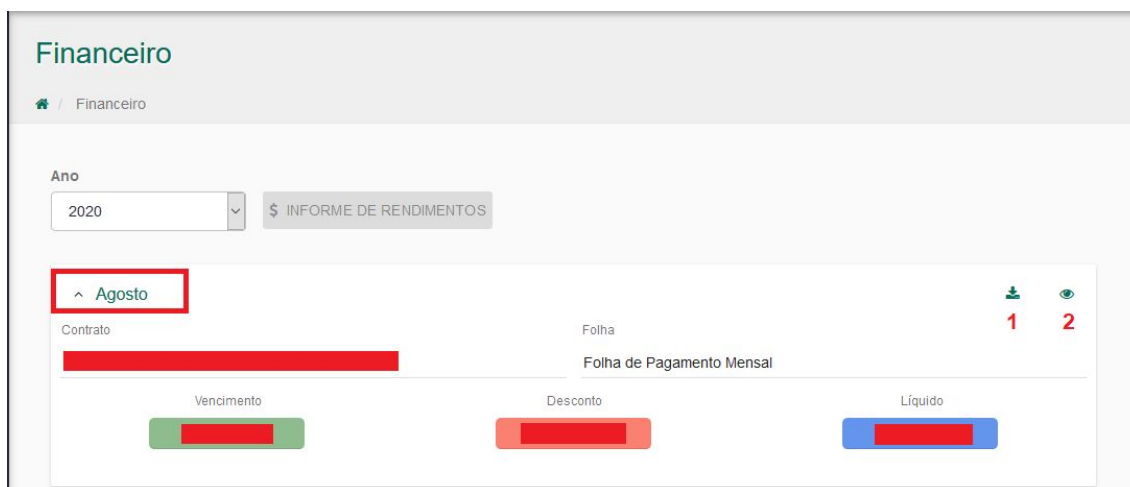 Financeiro
/ Financeiro
Ano
2020
$ INFORME DE RENDIMENTOS
Agosto
1 2
Contrato Folha
Folha de Pagamento Mensal
Vencimento Desconto Líquido